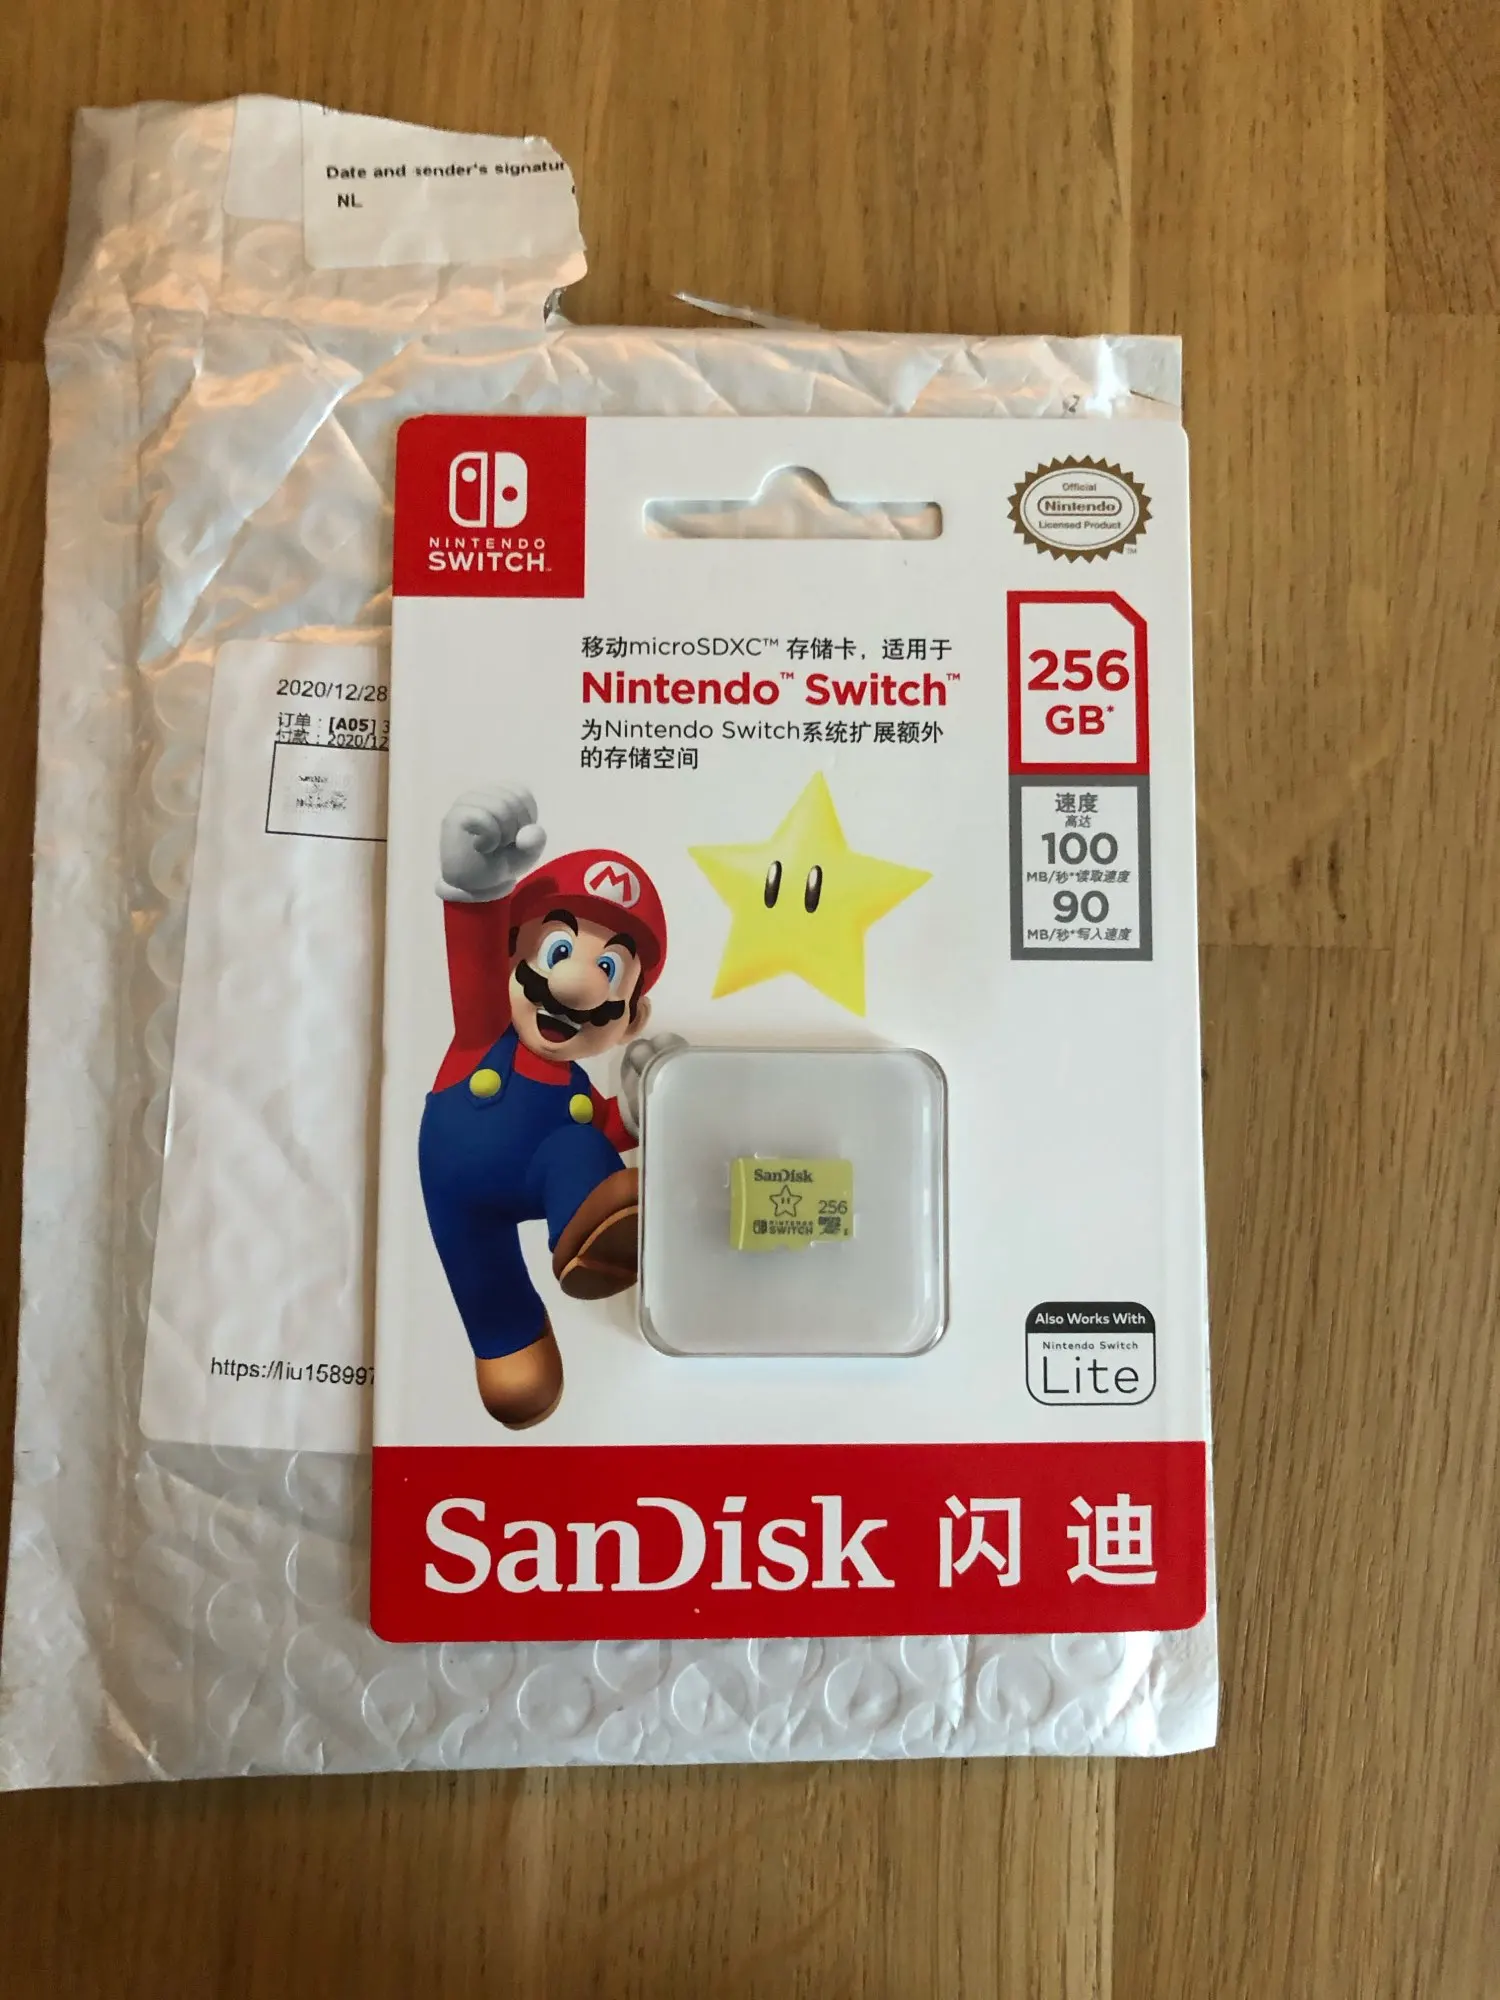 Date and sender's signatur
NL
NINTENDO
SWITCH™
Official
Nintendo
Licensed Product
™
移动microSDXC™ 存储卡，适用于
Nintendo™ Switch™
为Nintendo Switch系统扩展额外
的存储空间
256
GB*
速度
高达
100
MB/秒*读取速度
90
MB/秒*写入速度
2020/12/28
订单：[A05] 3
付款：2020/12
https://liu158997
M
SanDisk
256
NINTENDO
SWITCH
Also Works With
Nintendo Switch
Lite
SanDisk 闪 迪